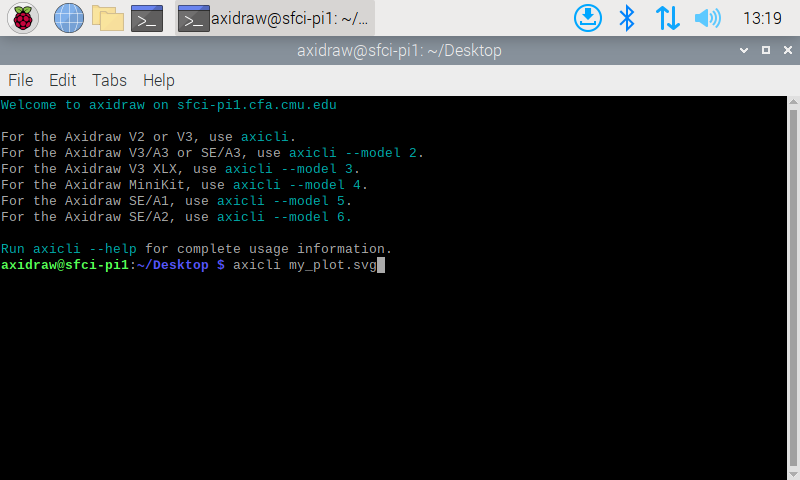 axidraw@sfci-pi1: ~/...
13:19
axidraw@sfci-pi1: ~/Desktop
File Edit Tabs Help
Welcome to axidraw on sfci-pi1.cfa.cmu.edu
For the Axidraw V2 or V3, use axicli.
For the Axidraw V3/A3 or SE/A3, use axicli --model 2.
For the Axidraw V3 XLX, use axicli --model 3.
For the Axidraw MiniKit, use axicli --model 4.
For the Axidraw SE/A1, use axicli --model 5.
For the Axidraw SE/A2, use axicli --model 6.
Run axicli --help for complete usage information.
axidraw@sfci-pi1:~/Desktop $ axicli my_plot.svg